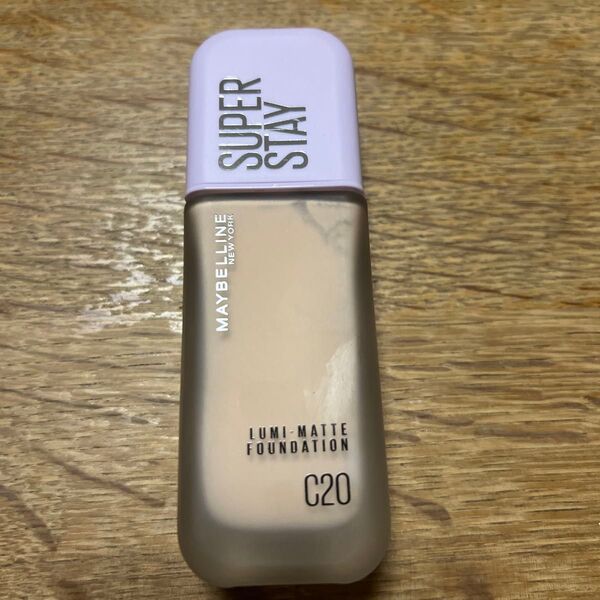 SUPER
STAY
MAYBELLINE
NEW YORK
LUMI-MATTE
FOUNDATION
C20